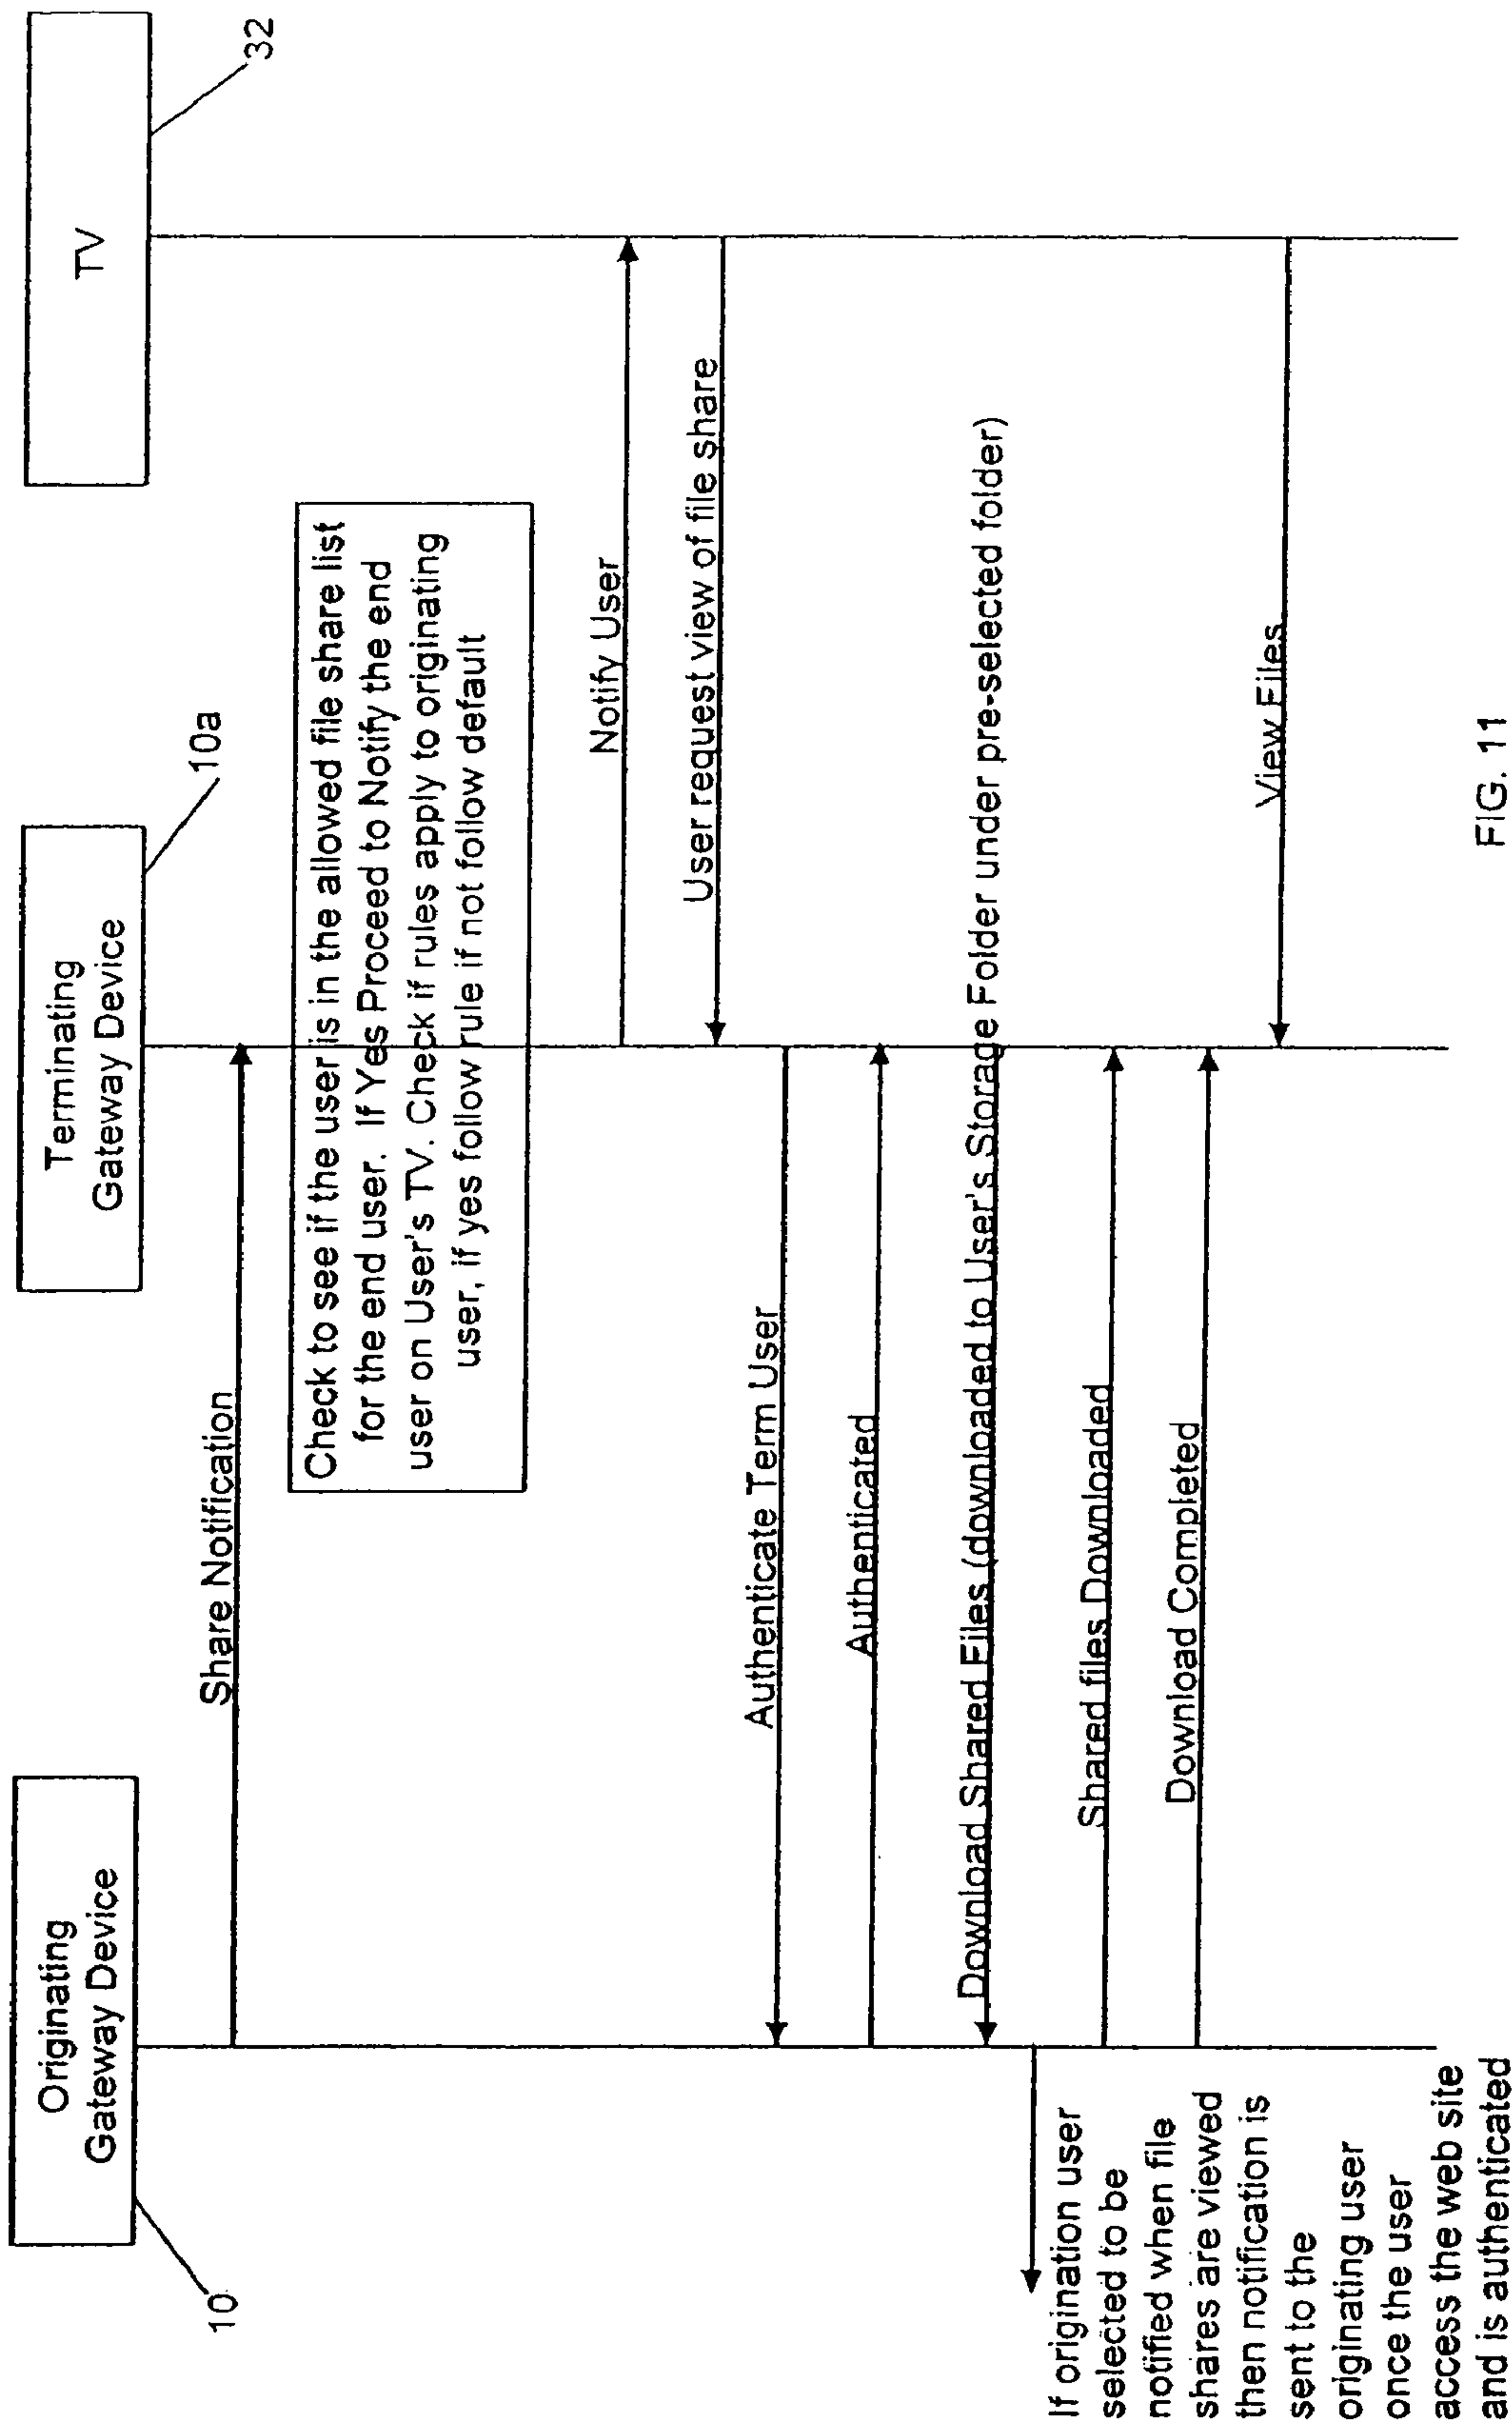 Originating
Gateway Device
10
Terminating
Gateway Device
10a
TV
32
Share Notification
Check to see if the user is in the allowed file share list
for the end user. If Yes Proceed to Notify the end
user on User's TV. Check if rules apply to originating
user, if yes follow rule if not follow default
Notify User
User request view of file share
Authenticate Term User
Authenticated
Download Shared Files (downloaded to User's Storage Folder under pre-selected folder)
If origination user
selected to be
notified when file
shares are viewed
then notification is
sent to the
originating user
once the user
access the web site
and is authenticated
Shared files Downloaded
Download Completed
View Files
FIG. 11